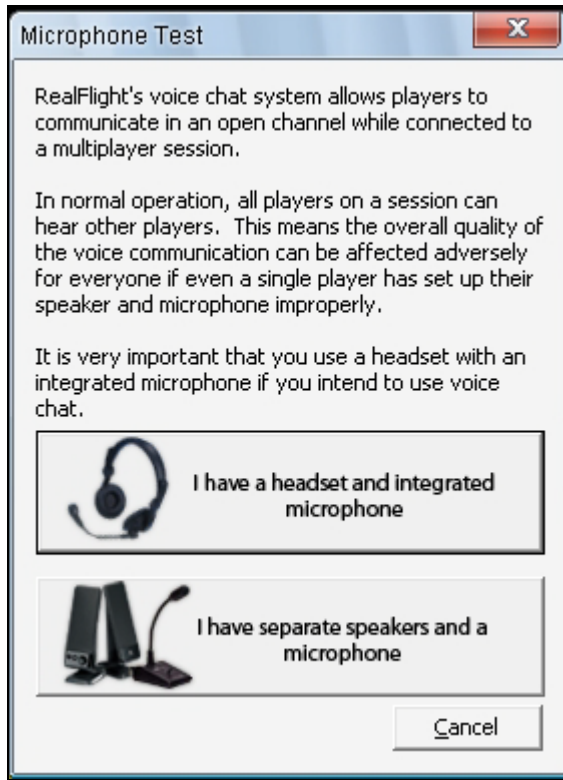 Microphone Test
RealFlight's voice chat system allows players to
communicate in an open channel while connected to
a multiplayer session.
In normal operation, all players on a session can
hear other players.  This means the overall quality of
the voice communication can be affected adversely
for everyone if even a single player has set up their
speaker and microphone improperly.
It is very important that you use a headset with an
integrated microphone if you intend to use voice
chat.
I have a headset and integrated
microphone
I have separate speakers and a
microphone
Cancel